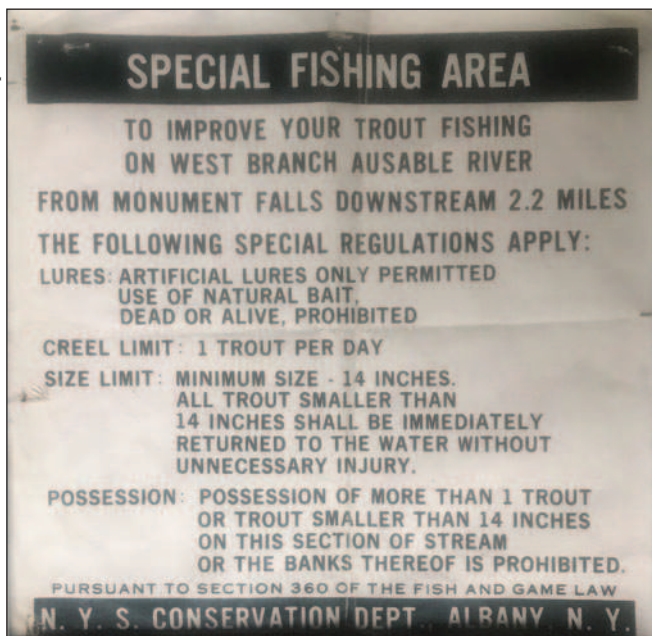 SPECIAL FISHING AREA
TO IMPROVE YOUR TROUT FISHING
ON WEST BRANCH AUSABLE RIVER
FROM MONUMENT FALLS DOWNSTREAM 2.2 MILES
THE FOLLOWING SPECIAL REGULATIONS APPLY:
LURES: ARTIFICIAL LURES ONLY PERMITTED
USE OF NATURAL BAIT,
DEAD OR ALIVE, PROHIBITED
CREEL LIMIT: 1 TROUT PER DAY
SIZE LIMIT: MINIMUM SIZE - 14 INCHES.
ALL TROUT SMALLER THAN
14 INCHES SHALL BE IMMEDIATELY
RETURNED TO THE WATER WITHOUT
UNNECESSARY INJURY.
POSSESSION: POSSESSION OF MORE THAN 1 TROUT
OR TROUT SMALLER THAN 14 INCHES
ON THIS SECTION OF STREAM
OR THE BANKS THEREOF IS PROHIBITED.
PURSUANT TO SECTION 360 OF THE FISH AND GAME LAW
N. Y. S. CONSERVATION DEPT., ALBANY, N. Y.